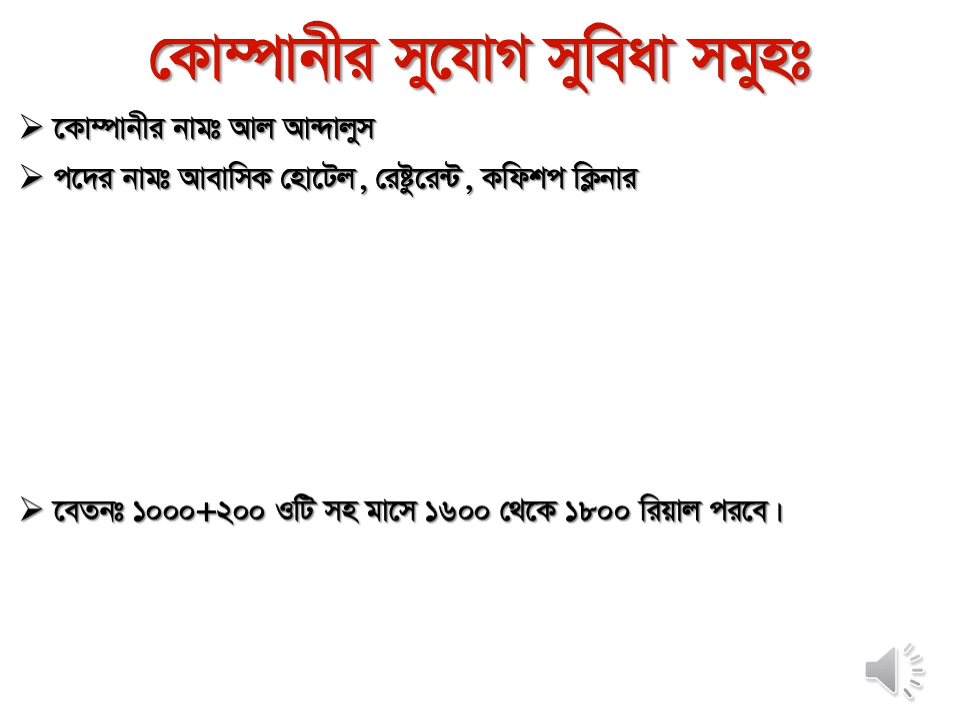 কোম্পানীর সুযোগ সুবিধা সমুহঃ
কোম্পানীর নামঃ আল আন্দালুস
পদের নামঃ আবাসিক হোটেল, রেষ্টুরেন্ট, কফিশপ ক্লিনার
বেতনঃ ১০০০+২০০ ওটি সহ মাসে ১৬০০ থেকে ১৮০০ রিয়াল পরবে।